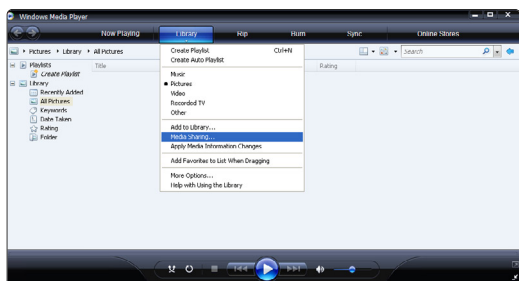 Windows Media Player
Now Playing
Library
Rip
Burn
Sync
Online Stores
Pictures
Library
All Pictures
Search
Playlists
Create Playlist
Library
Recently Added
All Pictures
Keywords
Date Taken
Rating
Folder
Title
Rating
Create Playlist Ctrl+N
Create Auto Playlist
Music
Pictures
Video
Recorded TV
Other
Add to Library...
Media Sharing...
Apply Media Information Changes
Add Favorites to List When Dragging
More Options...
Help with Using the Library